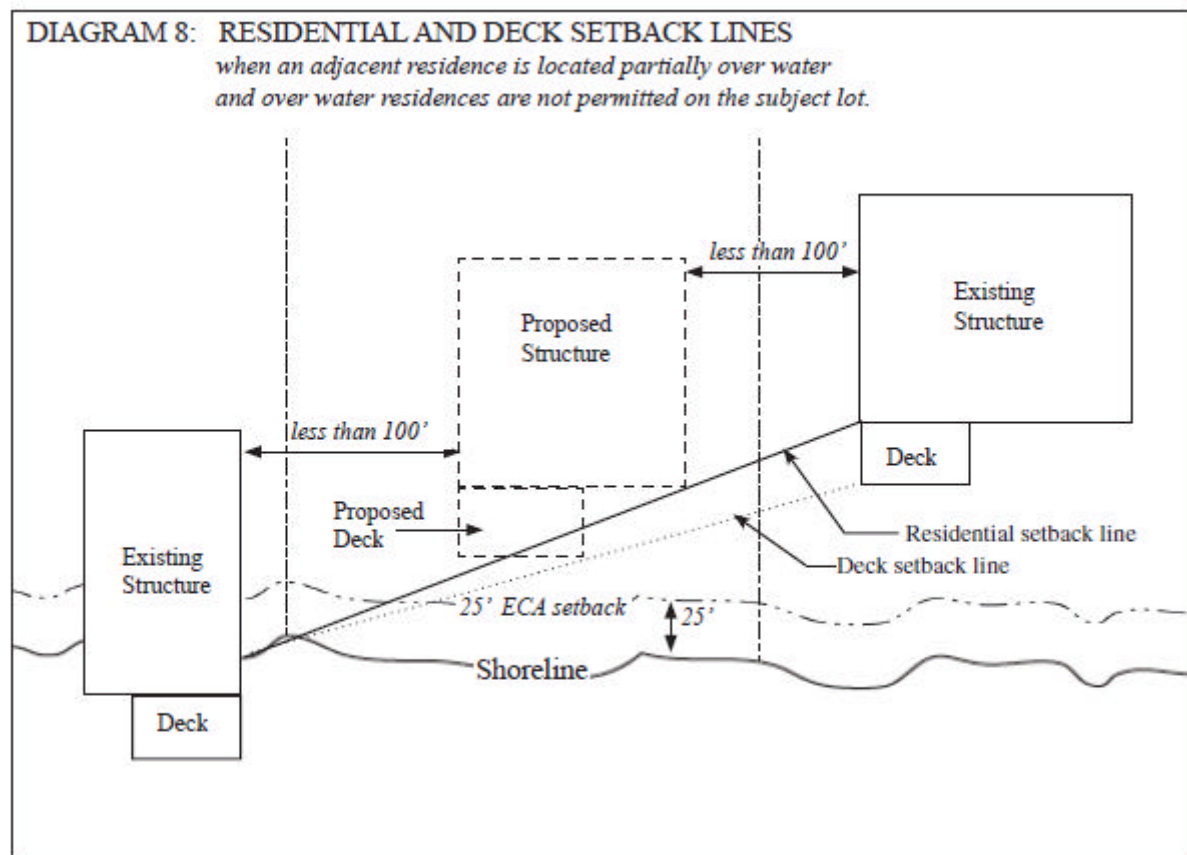 DIAGRAM 8: RESIDENTIAL AND DECK SETBACK LINES
when an adjacent residence is located partially over water
and over water residences are not permitted on the subject lot.
less than 100’
Existing
Structure
Proposed
Structure
less than 100’
Deck
Proposed
Deck
Residential setback line
Existing
Structure
Deck setback line
25’ ECA setback
25’
Shoreline
Deck